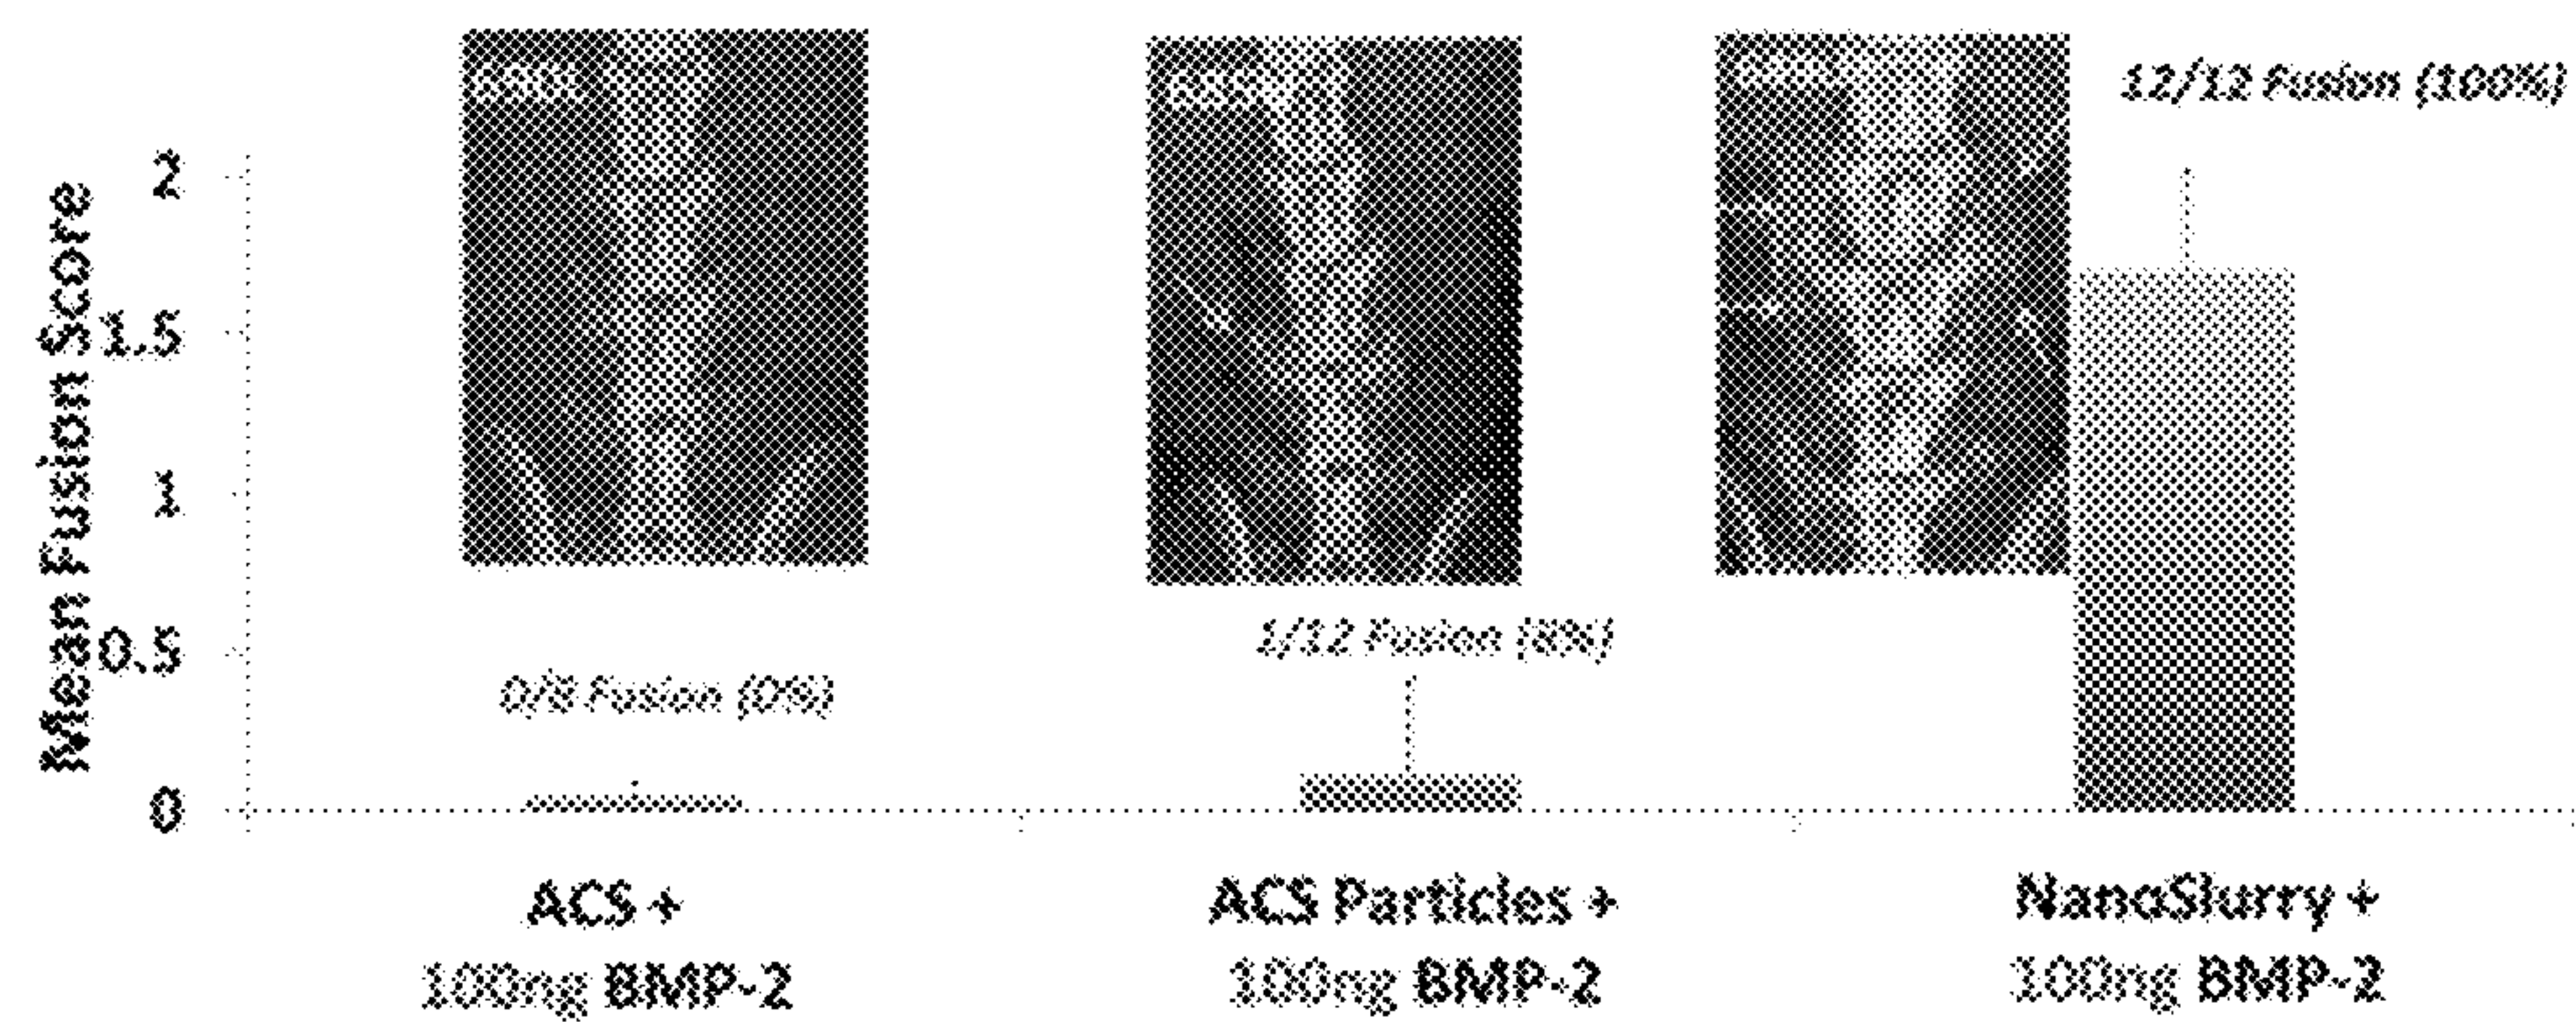 12/12 Fusion (100%)
2
1.5
1
0.5
0
Mean Fusion Score
1/12 Fusion (8%)
0/8 Fusion (0%)
ACS +
100ng BMP-2
ACS Particles +
100ng BMP-2
NanoSlurry +
100ng BMP-2